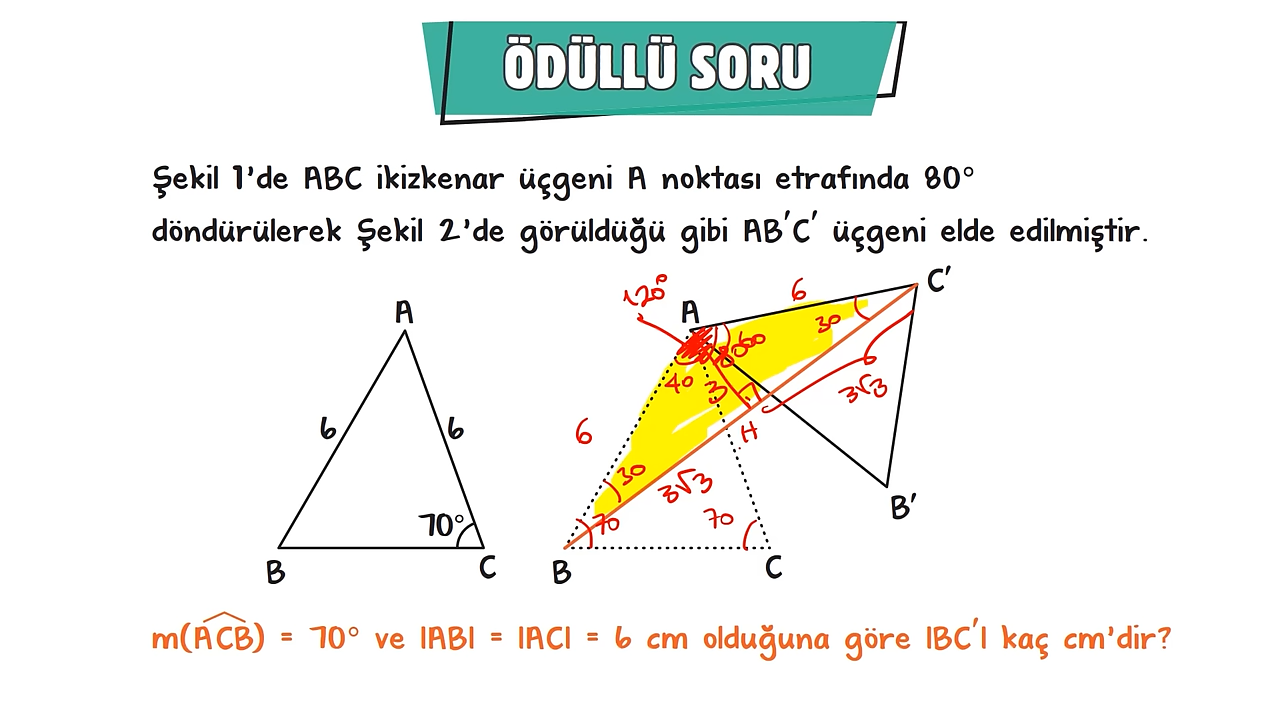 ÖDÜLLÜ SORU
Şekil 1'de ABC ikizkenar üçgeni A noktası etrafında 80°
döndürülerek Şekil 2'de görüldüğü gibi AB'C' üçgeni elde edilmiştir.
A
6
6
70°
B
C
120°
A
6
C'
30
80
60
40
3
6
H
3√3
30
3√3
70
70
B
C
B'
m(ACB) = 70° ve |AB| = |AC| = 6 cm olduğuna göre |BC'| kaç cm'dir?